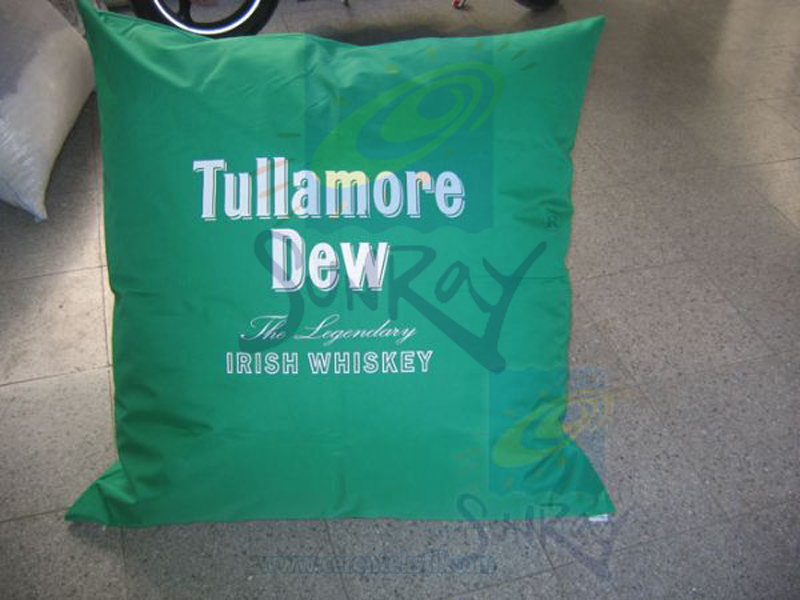 Tullamore
Dew
The Legendary
IRISH WHISKEY
SUNRAY
SUNRAY